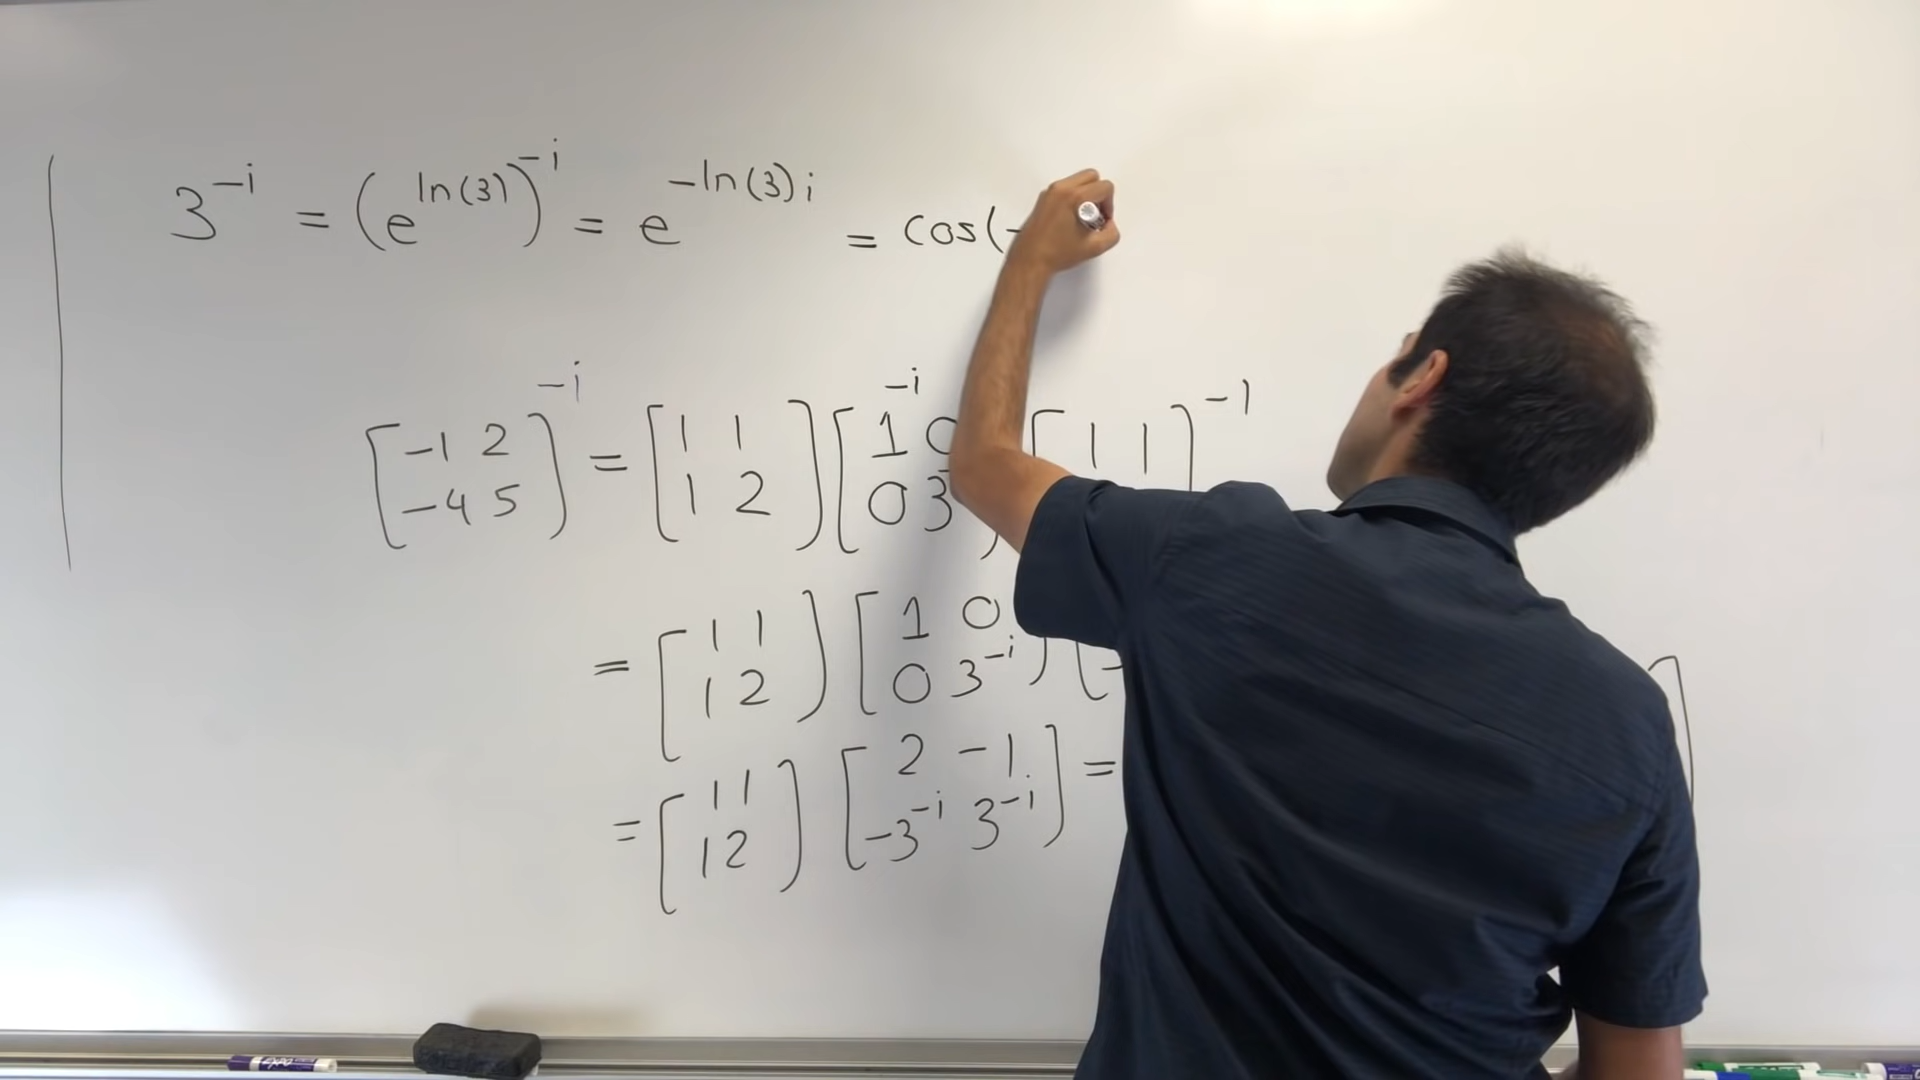 3^{-i} = (e^{ln(3)})^{-i} = e^{-ln(3)i} = cos(-
[-1 2; -4 5]^{-i} = [1 1; 1 2] [1^{-i} 0; 0 3 [1 1]^{-1}
= [1 1; 1 2] [1 0; 0 3^{-i}] [
= [1 1; 1 2] [2 -1; -3^{-i} 3^{-i}] =
EXPO